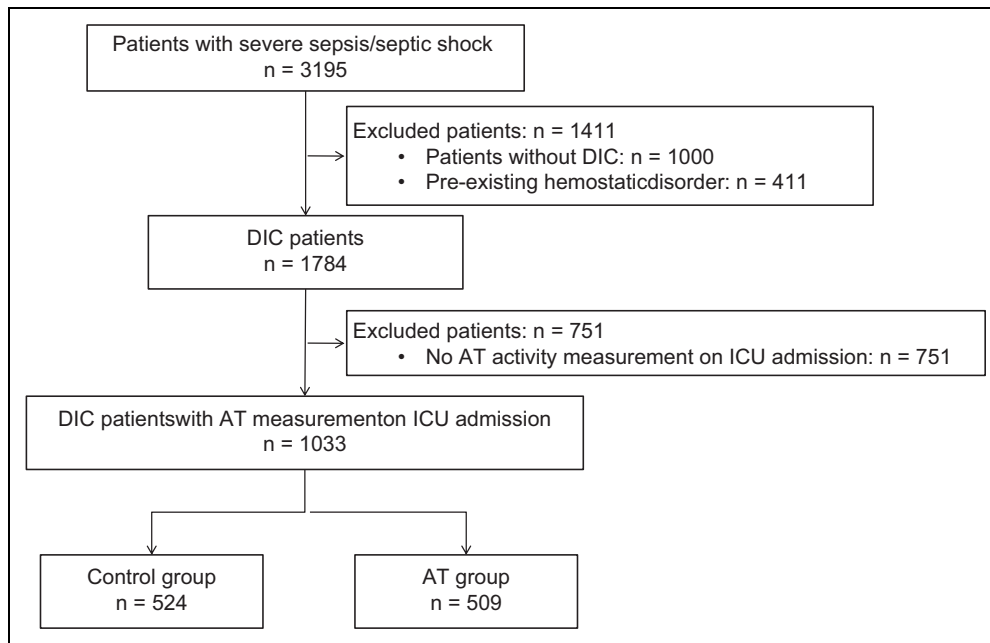 Patients with severe sepsis/septic shock
n = 3195
Excluded patients: n = 1411
• Patients without DIC: n = 1000
• Pre-existing hemostaticdisorder: n = 411
DIC patients
n = 1784
Excluded patients: n = 751
• No AT activity measurement on ICU admission: n = 751
DIC patientswith AT measurementon ICU admission
n = 1033
Control group
n = 524
AT group
n = 509